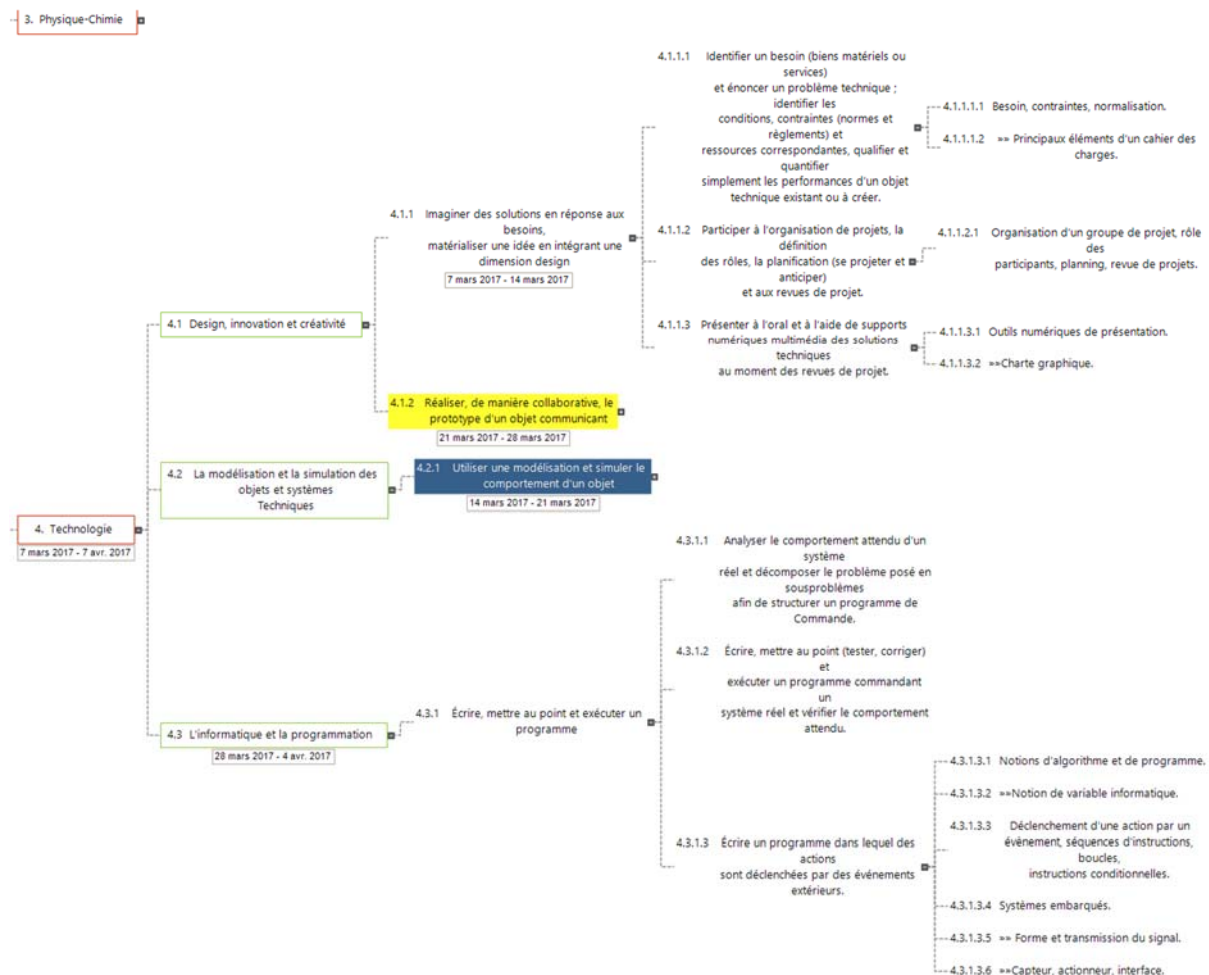 3. Physique-Chimie
4.1.1.1 Identifier un besoin (biens matériels ou
services)
et énoncer un problème technique ;
identifier les
conditions, contraintes (normes et
règlements) et
ressources correspondantes, qualifier et
quantifier
simplement les performances d'un objet
technique existant ou à créer.
4.1.1.1.1 Besoin, contraintes, normalisation.
4.1.1.1.2 »» Principaux éléments d'un cahier des
charges.
4.1.1 Imaginer des solutions en réponse aux
besoins,
matérialiser une idée en intégrant une
dimension design
7 mars 2017 - 14 mars 2017
4.1.1.2 Participer à l'organisation de projets, la
définition
des rôles, la planification (se projeter et
anticiper)
et aux revues de projet.
4.1.1.2.1 Organisation d'un groupe de projet, rôle
des
participants, planning, revue de projets.
4.1 Design, innovation et créativité
4.1.1.3 Présenter à l'oral et à l'aide de supports
numériques multimédia des solutions
techniques
au moment des revues de projet.
4.1.1.3.1 Outils numériques de présentation.
4.1.1.3.2 »»Charte graphique.
4.1.2 Réaliser, de manière collaborative, le
prototype d'un objet communicant
21 mars 2017 - 28 mars 2017
4.2 La modélisation et la simulation des
objets et systèmes
Techniques
4.2.1 Utiliser une modélisation et simuler le
comportement d'un objet
14 mars 2017 - 21 mars 2017
4. Technologie
7 mars 2017 - 7 avr. 2017
4.3.1.1 Analyser le comportement attendu d'un
système
réel et décomposer le problème posé en
sousproblèmes
afin de structurer un programme de
Commande.
4.3.1.2 Écrire, mettre au point (tester, corriger)
et
exécuter un programme commandant
un
système réel et vérifier le comportement
attendu.
4.3 L'informatique et la programmation
28 mars 2017 - 4 avr. 2017
4.3.1 Écrire, mettre au point et exécuter un
programme
4.3.1.3 Écrire un programme dans lequel des
actions
sont déclenchées par des événements
extérieurs.
4.3.1.3.1 Notions d'algorithme et de programme.
4.3.1.3.2 »»Notion de variable informatique.
4.3.1.3.3 Déclenchement d'une action par un
évènement, séquences d'instructions,
boucles,
instructions conditionnelles.
4.3.1.3.4 Systèmes embarqués.
4.3.1.3.5 »» Forme et transmission du signal.
4.3.1.3.6 »»Capteur, actionneur, interface.